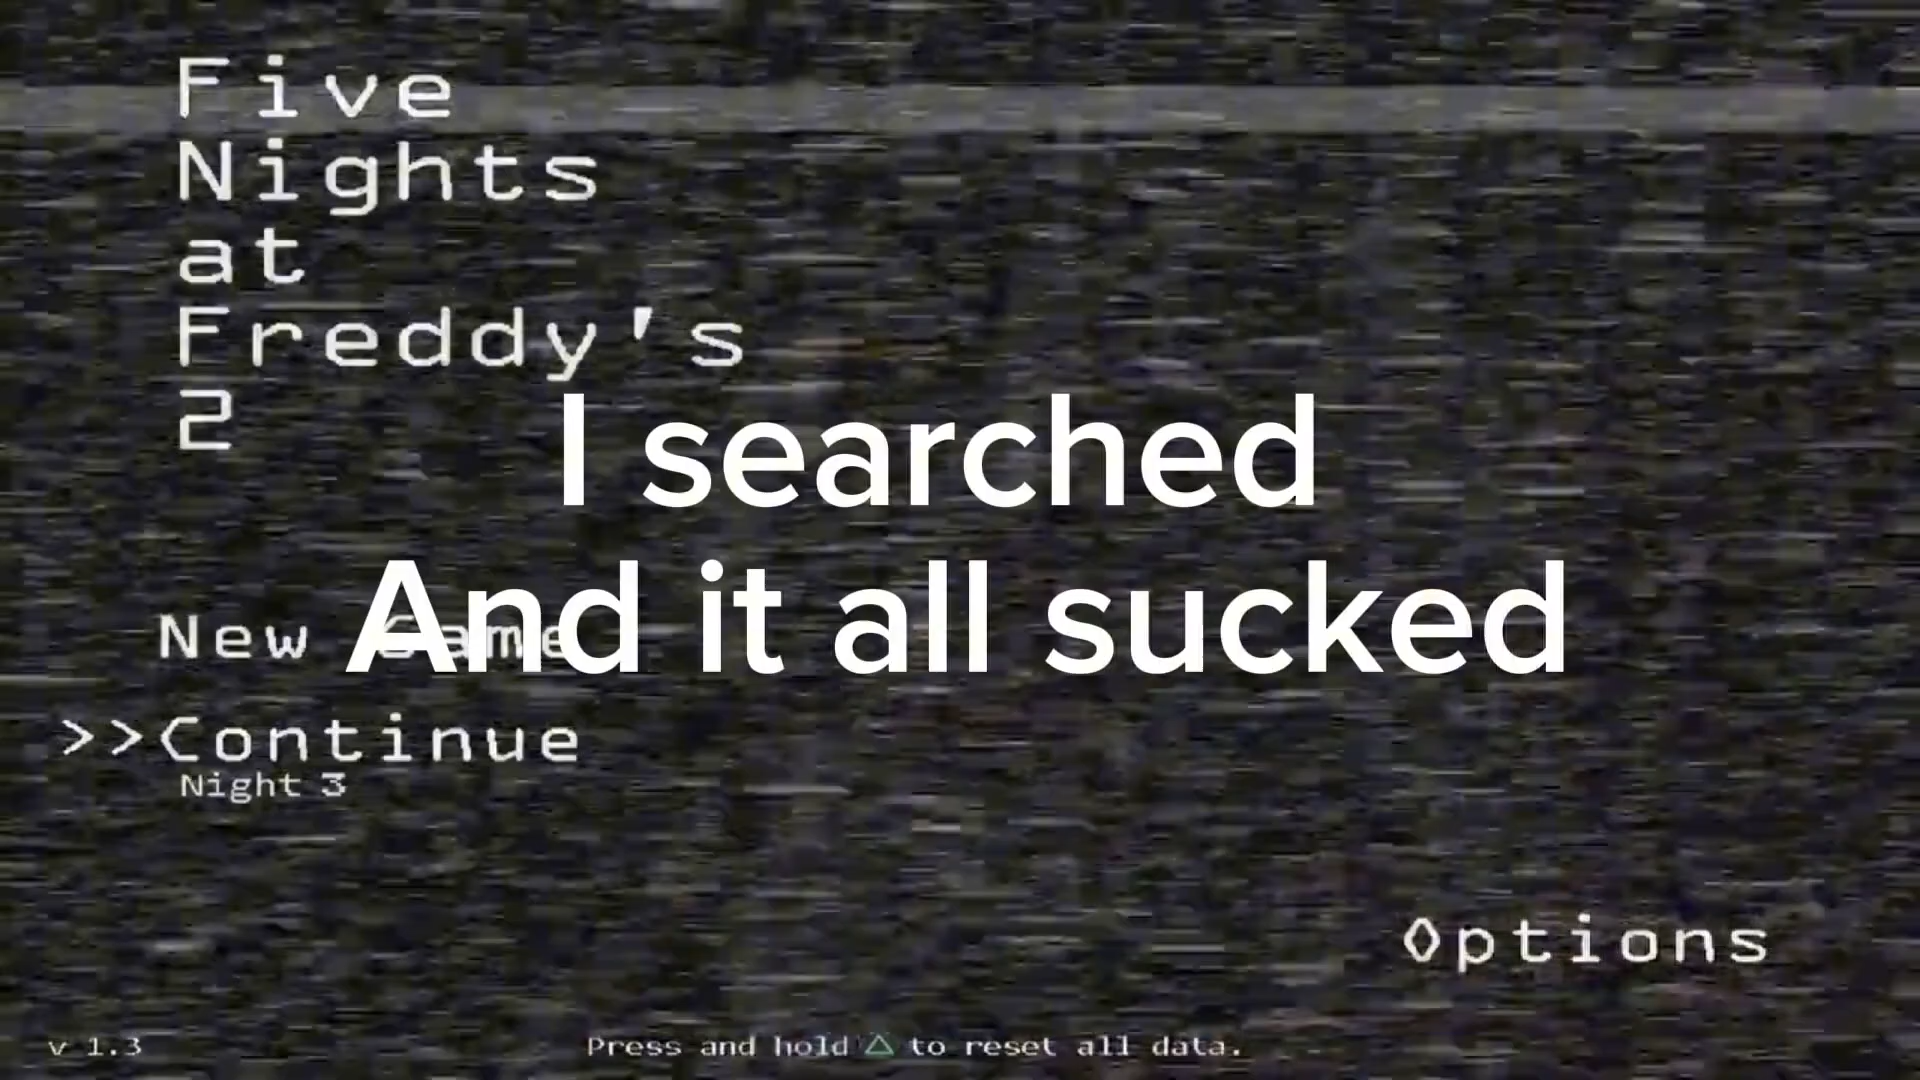 Five
Nights
at
Freddy's
2
I searched
And it all sucked
New Game
>>Continue
Night 3
Options
v 1.3
Press and hold △ to reset all data.